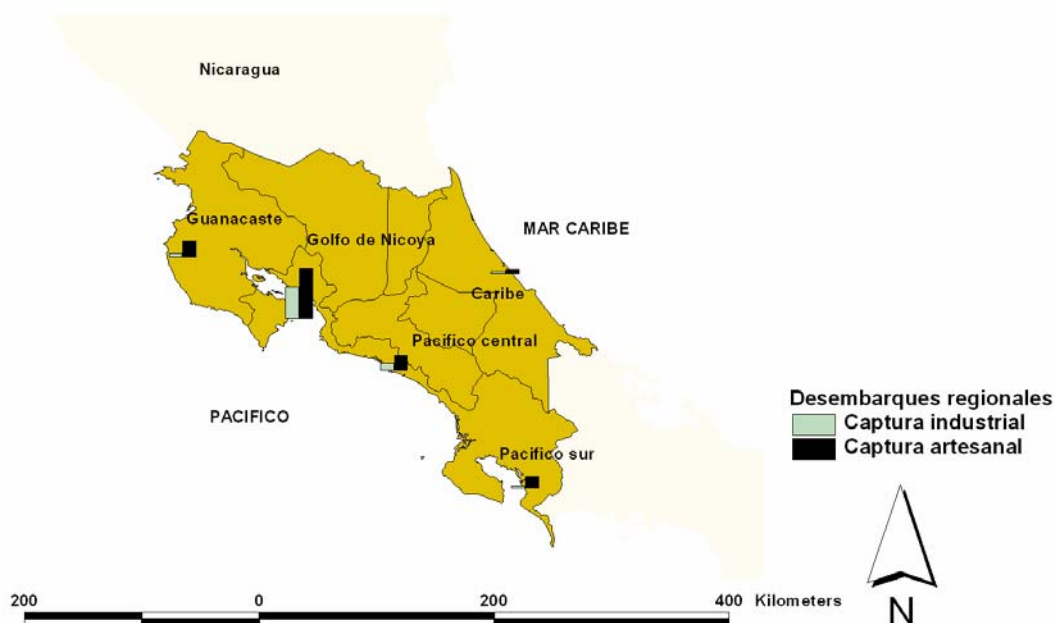 Nicaragua
Guanacaste
Golfo de Nicoya
MAR CARIBE
Caribe
Pacifico central
PACIFICO
Pacifico sur
Desembarques regionales
Captura industrial
Captura artesanal
N
200 0 200 400 Kilometers